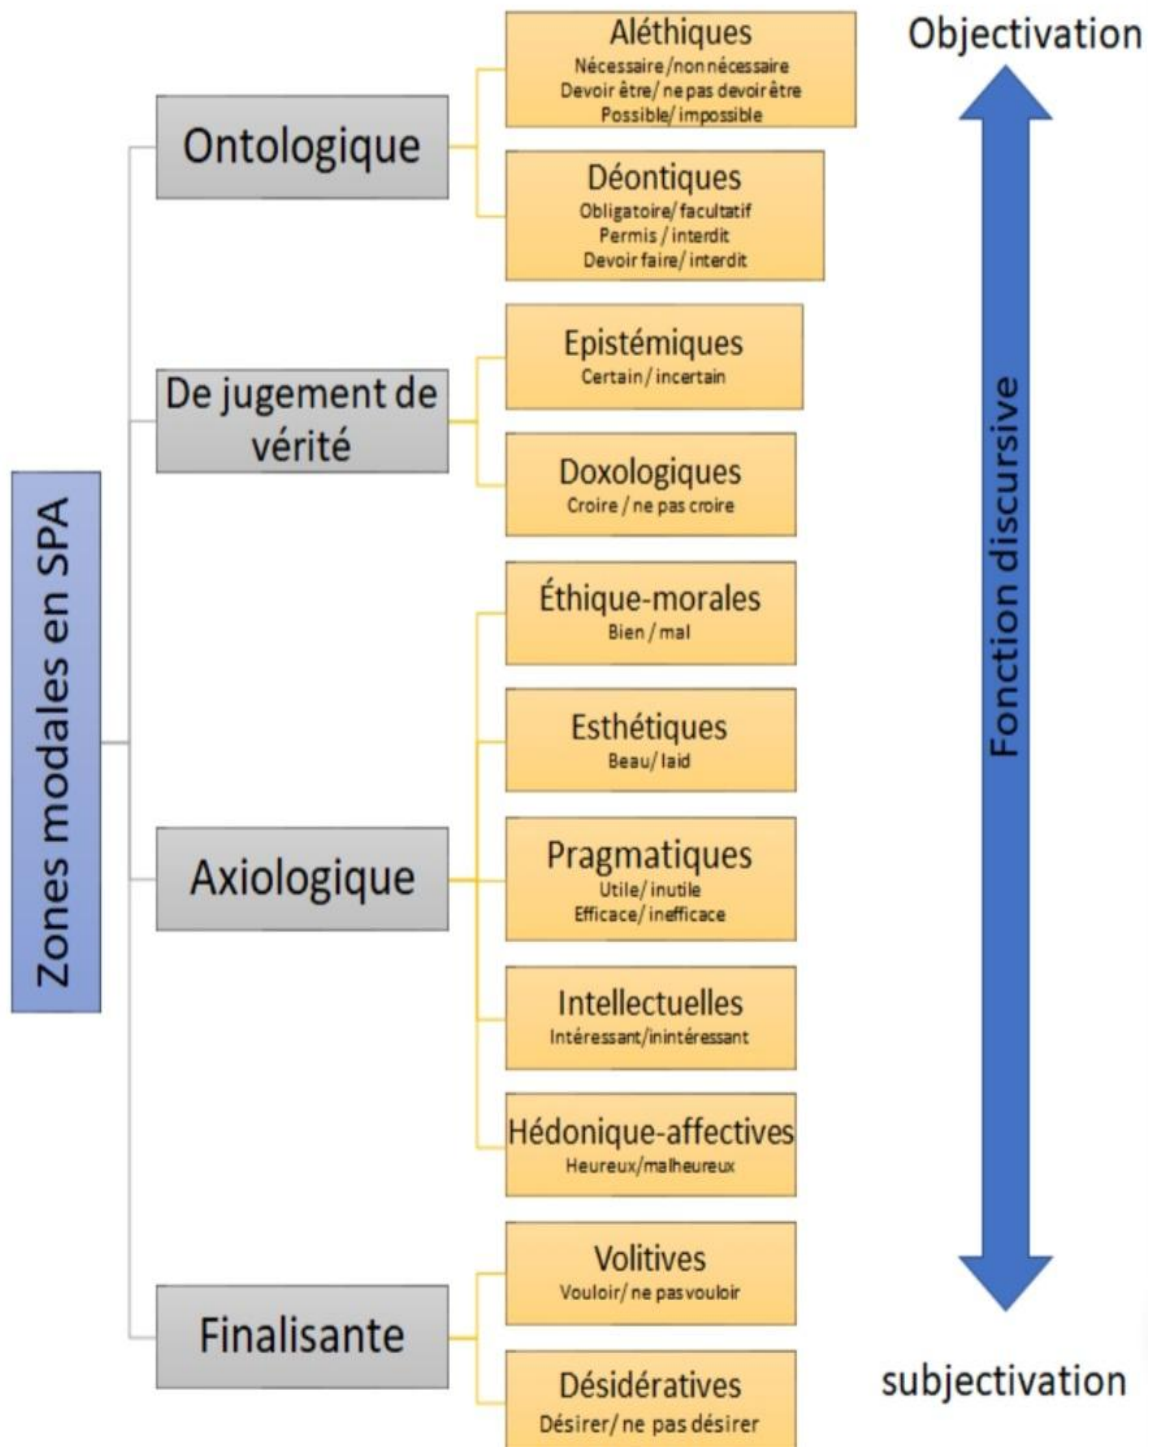 Zones modales en SPA
Ontologique
Aléthiques
Nécessaire/non nécessaire
Devoir être/ ne pas devoir être
Possible/ impossible
Déontiques
Obligatoire/ facultatif
Permis / interdit
Devoir faire/ interdit
De jugement de
vérité
Epistémiques
Certain / incertain
Doxologiques
Croire / ne pas croire
Axiologique
Éthique-morales
Bien / mal
Esthétiques
Beau/ laid
Pragmatiques
Utile/ inutile
Efficace/ inefficace
Intellectuelles
Intéressant/inintéressant
Hédonique-affectives
Heureux/malheureux
Finalisante
Volitives
Vouloir/ ne pas vouloir
Désidératives
Désirer/ ne pas désirer
Objectivation
Fonction discursive
subjectivation